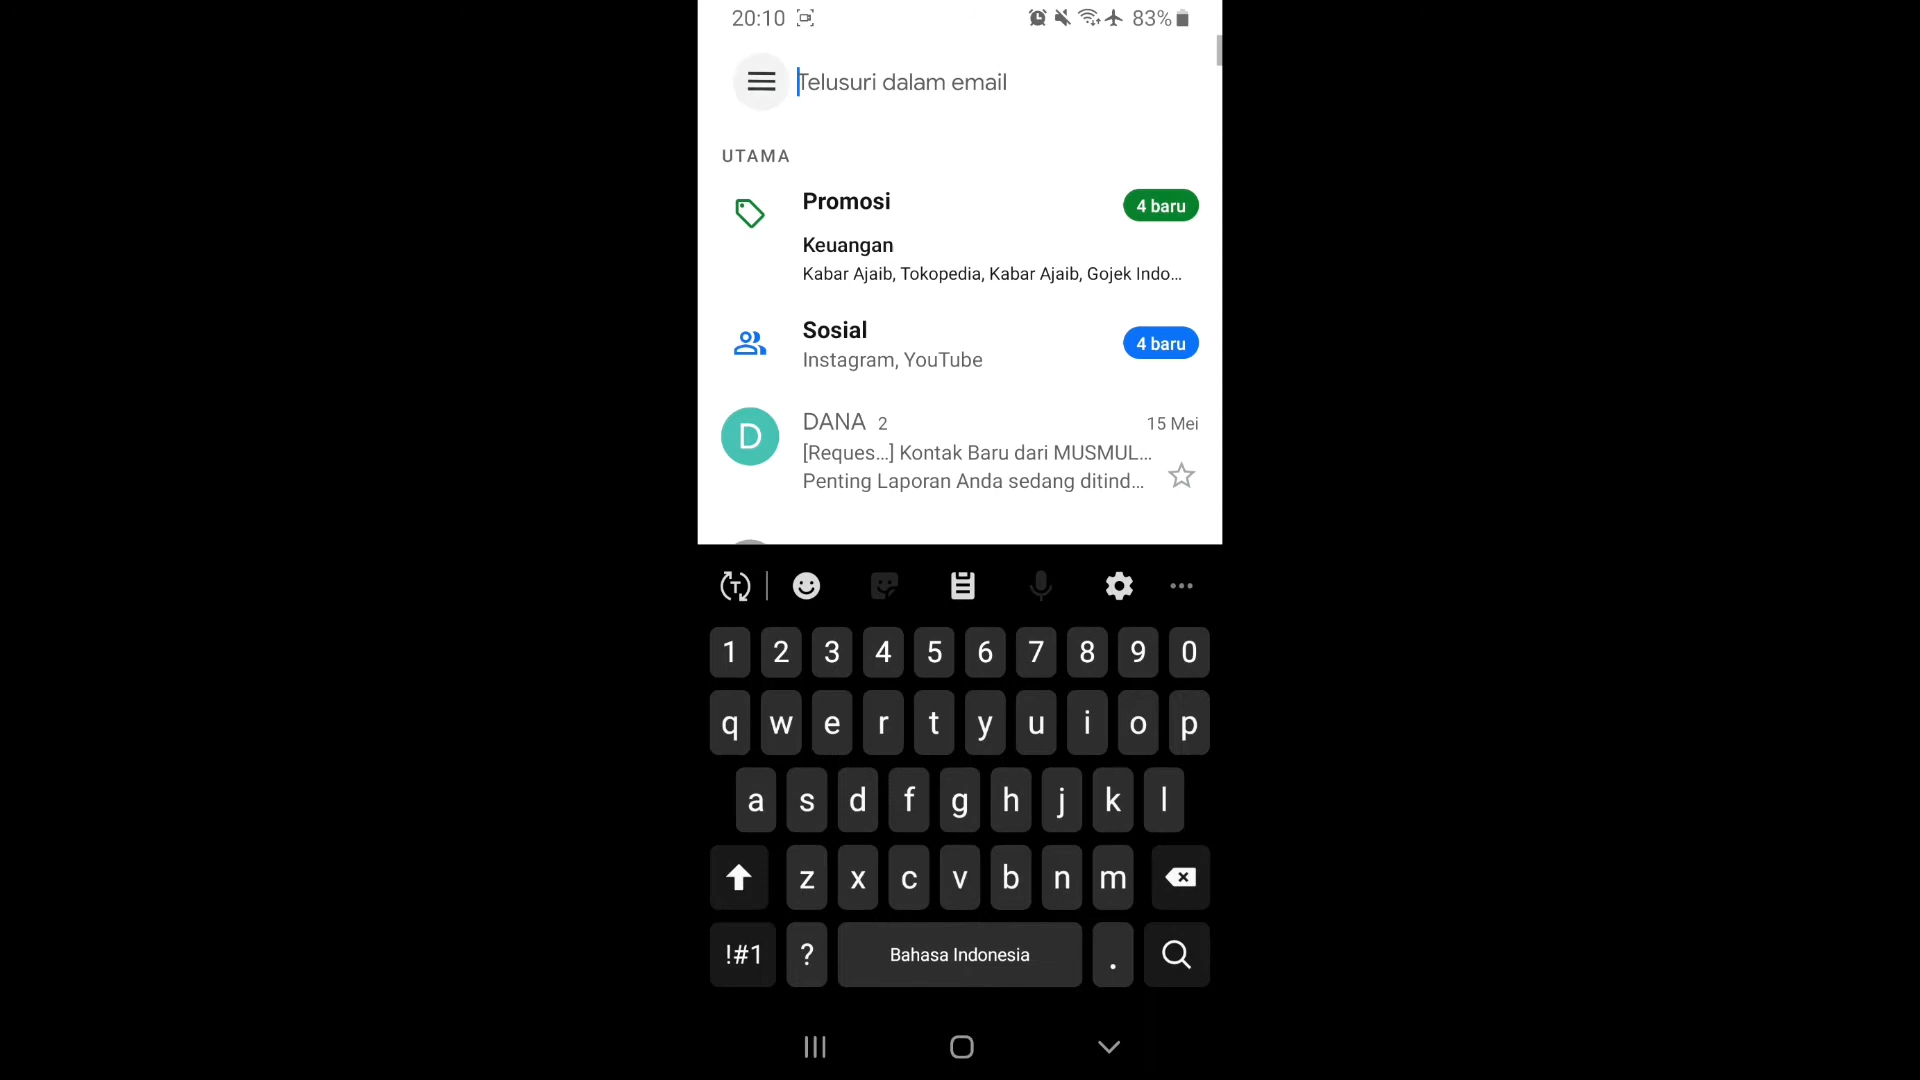 20:10 83%
Telusuri dalam email
UTAMA
Promosi 4 baru
Keuangan
Kabar Ajaib, Tokopedia, Kabar Ajaib, Gojek Indo...
Sosial 4 baru
Instagram, YouTube
D DANA 2 15 Mei
[Reques...] Kontak Baru dari MUSMUL...
Penting Laporan Anda sedang ditind...
T
1 2 3 4 5 6 7 8 9 0
q w e r t y u i o p
a s d f g h j k l
z x c v b n m
!#1 ? Bahasa Indonesia .